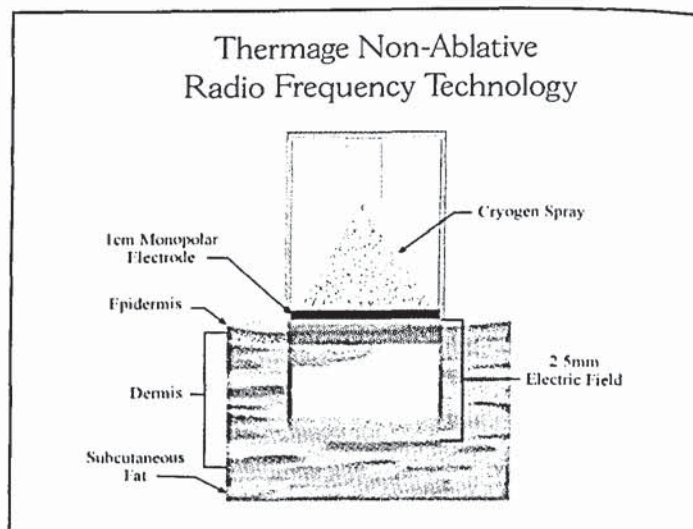 Thermage Non-Ablative
Radio Frequency Technology
Cryogen Spray
1cm Monopolar
Electrode
Epidermis
2.5mm
Electric Field
Dermis
Subcutaneous
Fat